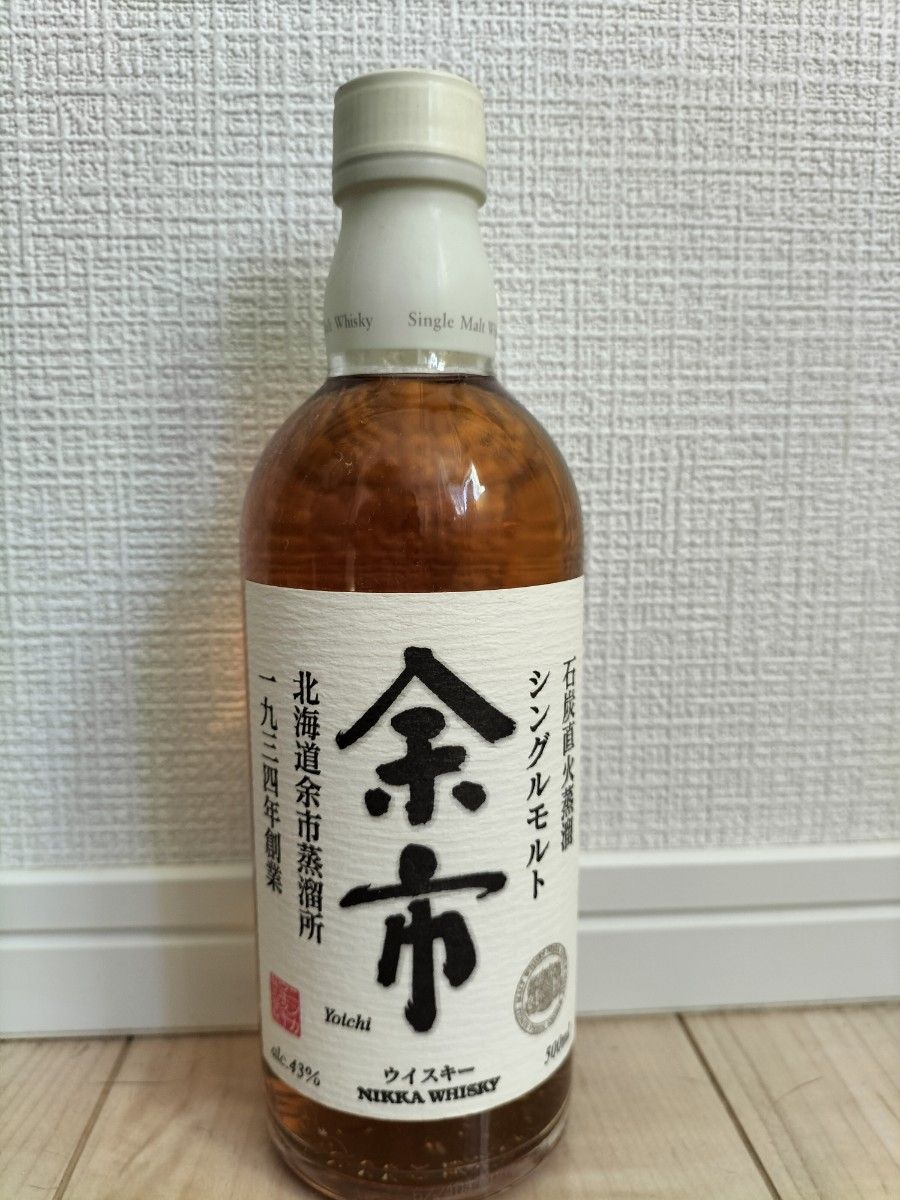 Whisky Single Malt
石炭直火蒸溜
シングルモルト
余市
北海道余市蒸溜所
一九三四年創業
Yoichi
alc.43%
500ml
ウイスキー
NIKKA WHISKY